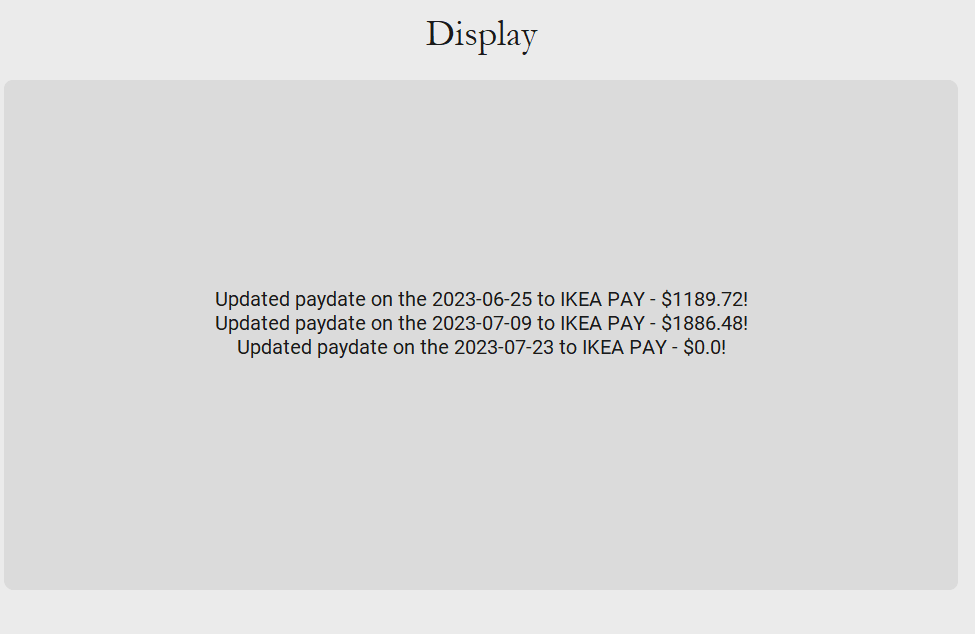 Display
Updated paydate on the 2023-06-25 to IKEA PAY - $1189.72!
Updated paydate on the 2023-07-09 to IKEA PAY - $1886.48!
Updated paydate on the 2023-07-23 to IKEA PAY - $0.0!